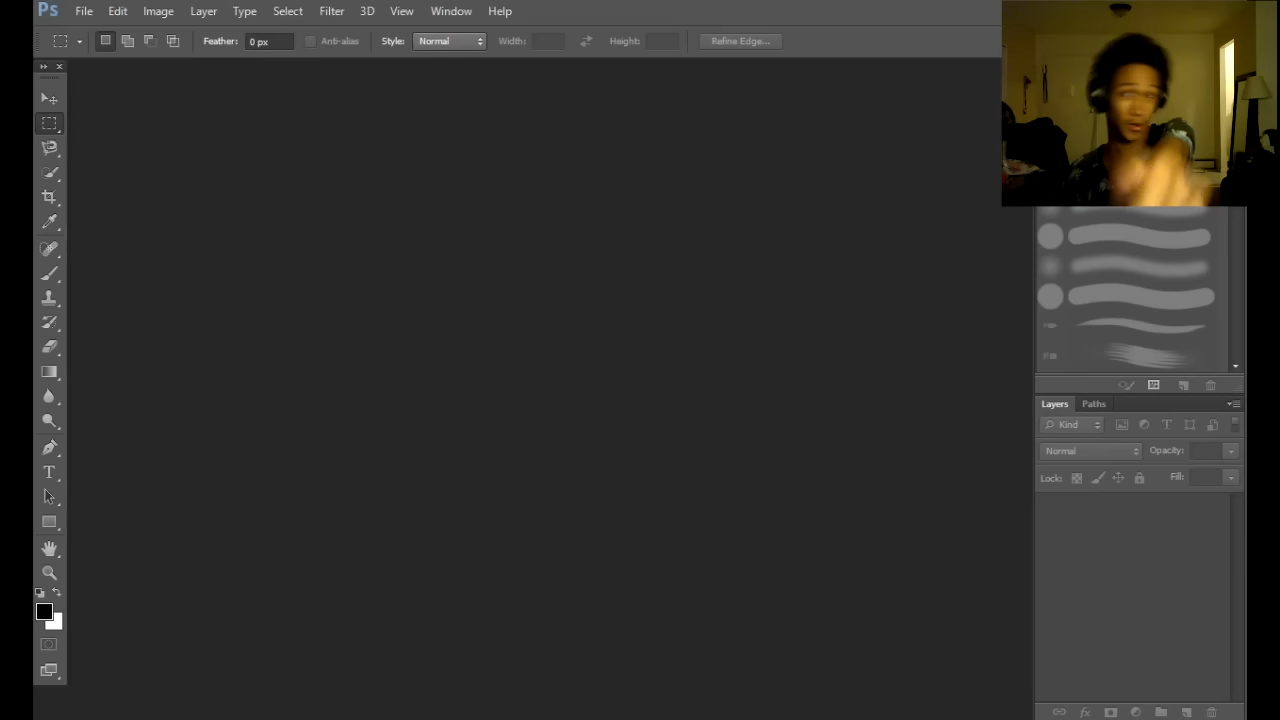 Ps File Edit Image Layer Type Select Filter 3D View Window Help
Feather: 0 px Anti-alias Style: Normal Width: Height: Refine Edge...
Layers Paths
Kind
Normal Opacity:
Lock: Fill:
T
fx